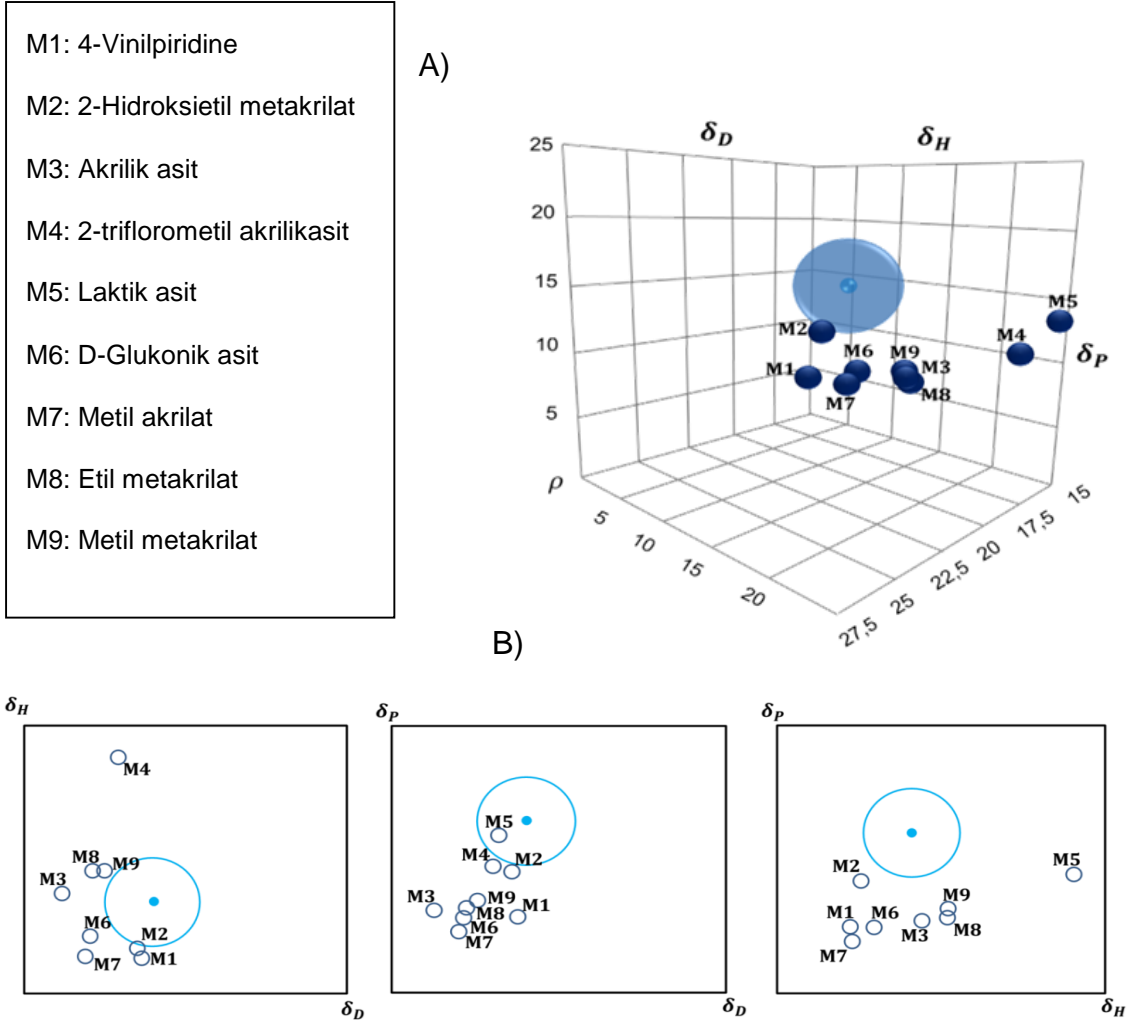 M1: 4-Vinilpiridine
M2: 2-Hidroksietil metakrilat
M3: Akrilik asit
M4: 2-triflorometil akrilikasit
M5: Laktik asit
M6: D-Glukonik asit
M7: Metil akrilat
M8: Etil metakrilat
M9: Metil metakrilat
A)
δD
δH
25
20
15
10
5
ρ
5
10
15
20
27,5
25
22,5
20
17,5
15
δP
M5
M4
M2
M6
M9
M1
M3
M7
M8
B)
δH
M4
M8
M9
M3
M6
M2
M7
M1
δD
δP
M5
M4
M2
M3
M9
M8
M1
M6
M7
δD
δP
M2
M5
M9
M1
M6
M3
M8
M7
δH